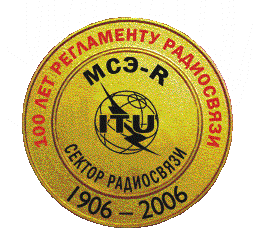 100 ЛЕТ РЕГЛАМЕНТУ РАДИОСВЯЗИ
МСЭ-R
ITU
СЕКТОР РАДИОСВЯЗИ
1906 – 2006